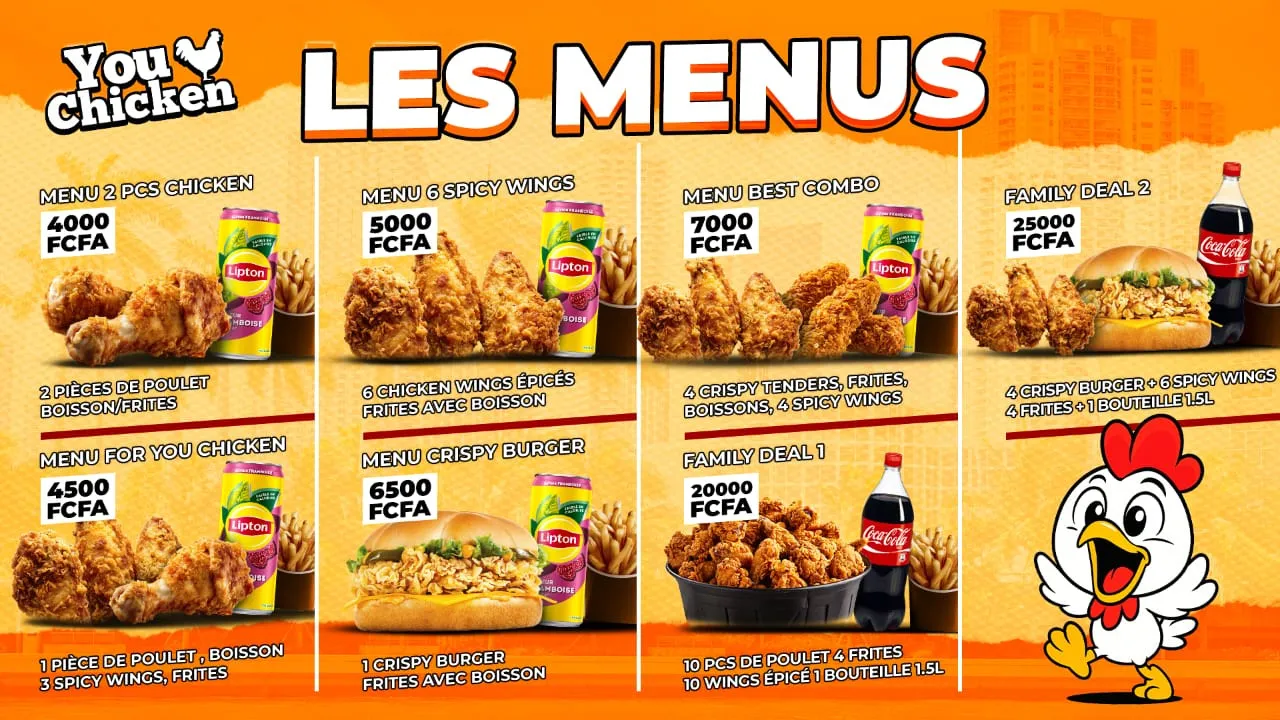 You
Chicken
LES MENUS
MENU 2 PCS CHICKEN
4000
FCFA
Lipton
2 PIÈCES DE POULET
BOISSON/FRITES
MENU FOR YOU CHICKEN
4500
FCFA
Lipton
1 PIÈCE DE POULET , BOISSON
3 SPICY WINGS, FRITES
MENU 6 SPICY WINGS
5000
FCFA
Lipton
6 CHICKEN WINGS ÉPICÉS
FRITES AVEC BOISSON
MENU CRISPY BURGER
6500
FCFA
Lipton
1 CRISPY BURGER
FRITES AVEC BOISSON
MENU BEST COMBO
7000
FCFA
Lipton
4 CRISPY TENDERS, FRITES,
BOISSONS, 4 SPICY WINGS
FAMILY DEAL 1
20000
FCFA
Coca-Cola
10 PCS DE POULET 4 FRITES
10 WINGS ÉPICÉ 1 BOUTEILLE 1.5L
FAMILY DEAL 2
25000
FCFA
Coca-Cola
4 CRISPY BURGER + 6 SPICY WINGS
4 FRITES + 1 BOUTEILLE 1.5L